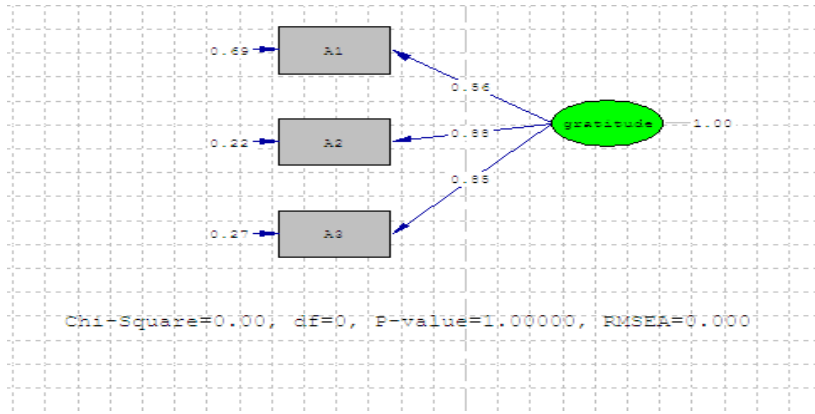 0.69
A1
0.56
0.22
A2
0.88
gratitude
1.00
0.85
0.27
A3
Chi-Square=0.00, df=0, P-value=1.00000, RMSEA=0.000